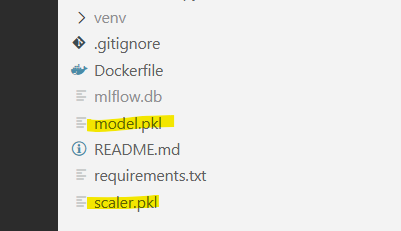 venv
.gitignore
Dockerfile
mlflow.db
model.pkl
README.md
requirements.txt
scaler.pkl